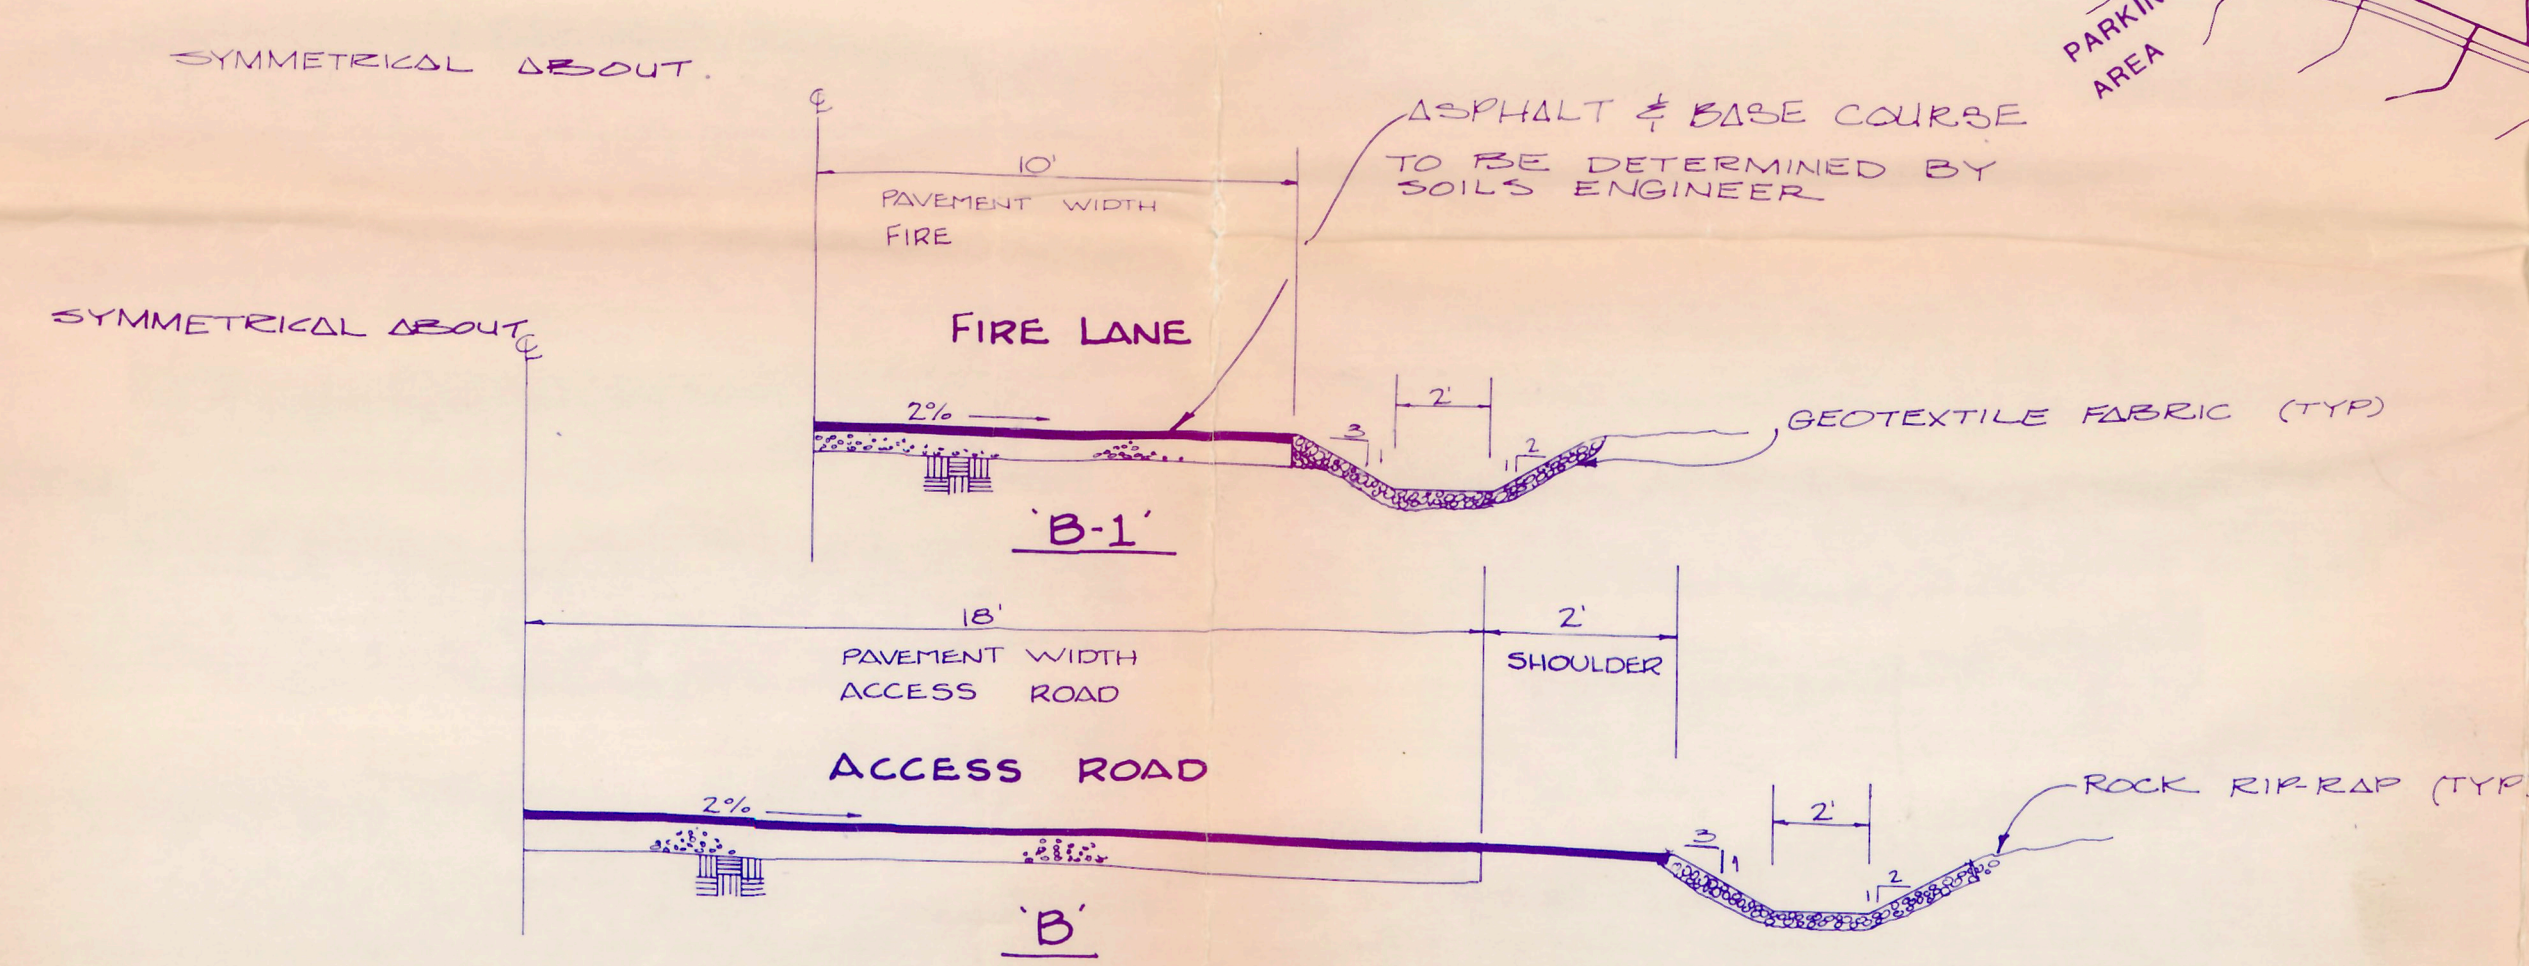 SYMMETRICAL ABOUT.
℄
PARKIN
AREA
ASPHALT & BASE COURSE
TO BE DETERMINED BY
SOILS ENGINEER
10'
PAVEMENT WIDTH
FIRE
SYMMETRICAL ABOUT
℄
FIRE LANE
2%
3
1
2'
1
2
GEOTEXTILE FABRIC (TYP)
'B-1'
18'
PAVEMENT WIDTH
ACCESS ROAD
2'
SHOULDER
ACCESS ROAD
2%
3
1
2'
1
2
ROCK RIP-RAP (TYP)
'B'